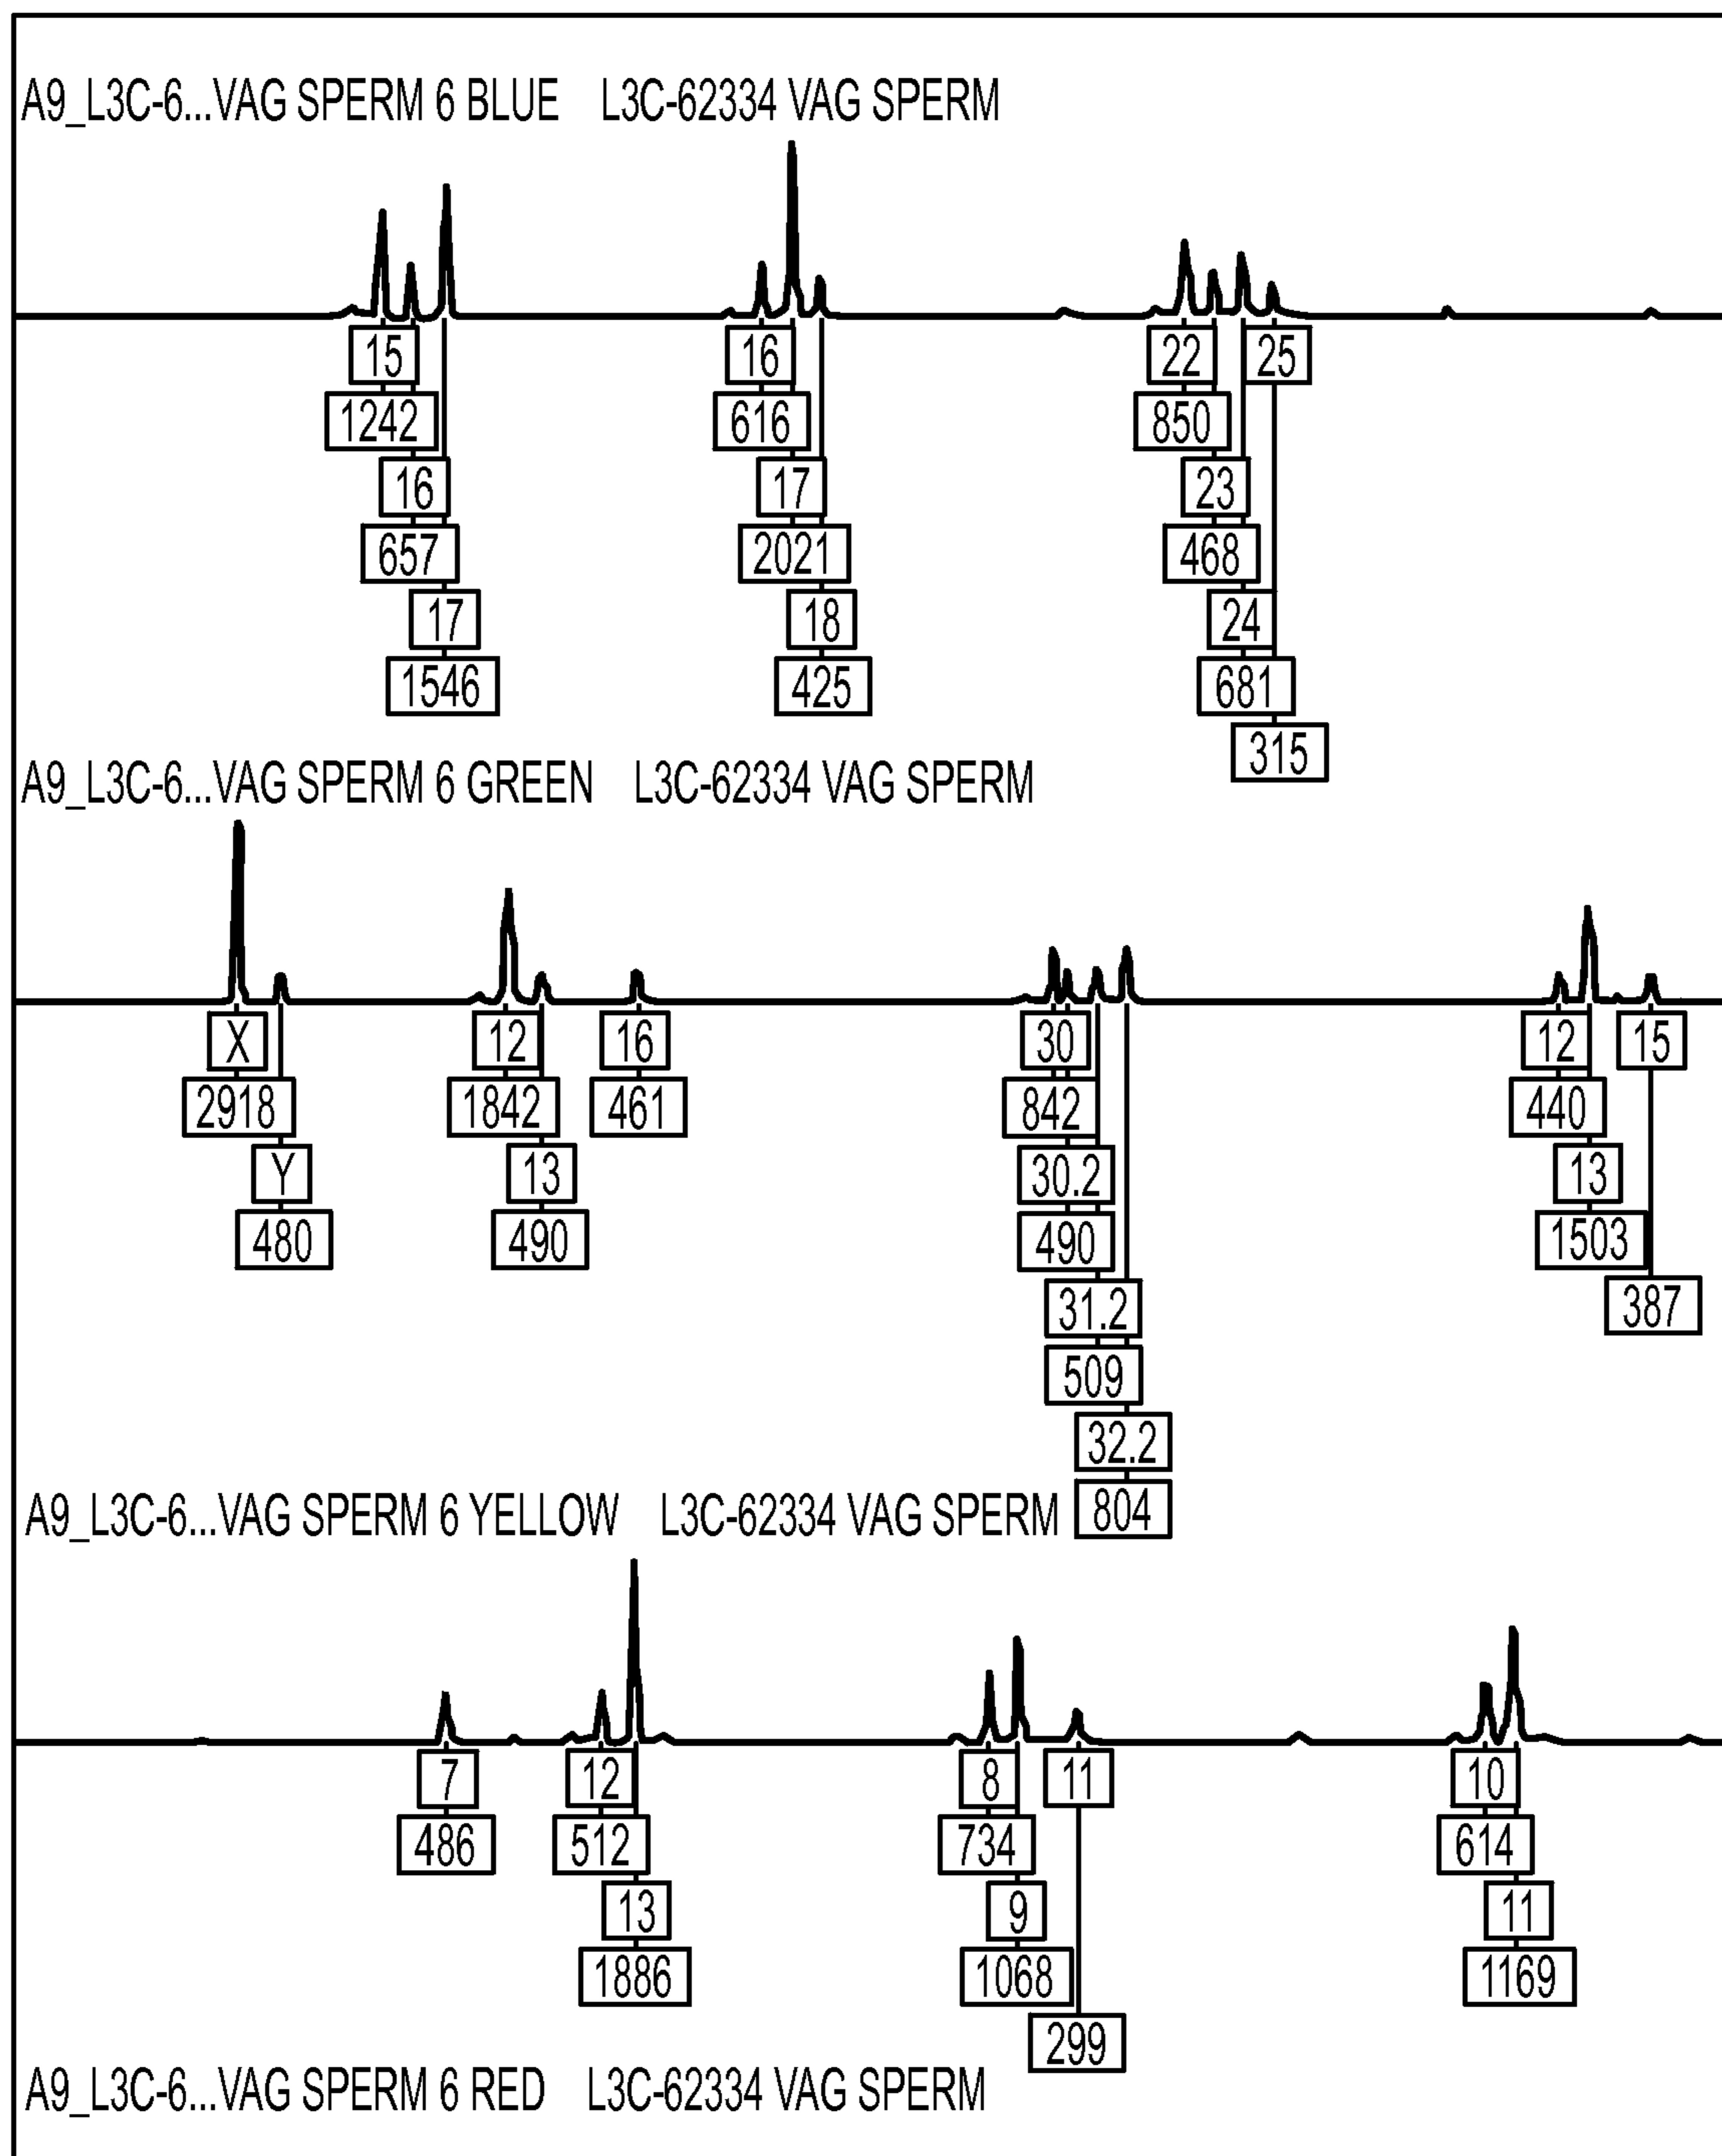 A9_L3C-6...VAG SPERM 6 BLUE L3C-62334 VAG SPERM
15 16 22 25
1242 616 850
16 17 23
657 2021 468
17 18 24
1546 425 681
315
A9_L3C-6...VAG SPERM 6 GREEN L3C-62334 VAG SPERM
X 12 16 30 12 15
2918 1842 461 842 440
Y 13 30.2 13
480 490 490 1503
31.2 387
509
32.2
804
A9_L3C-6...VAG SPERM 6 YELLOW L3C-62334 VAG SPERM
7 12 8 11 10
486 512 734 614
13 9 11
1886 1068 1169
299
A9_L3C-6...VAG SPERM 6 RED L3C-62334 VAG SPERM